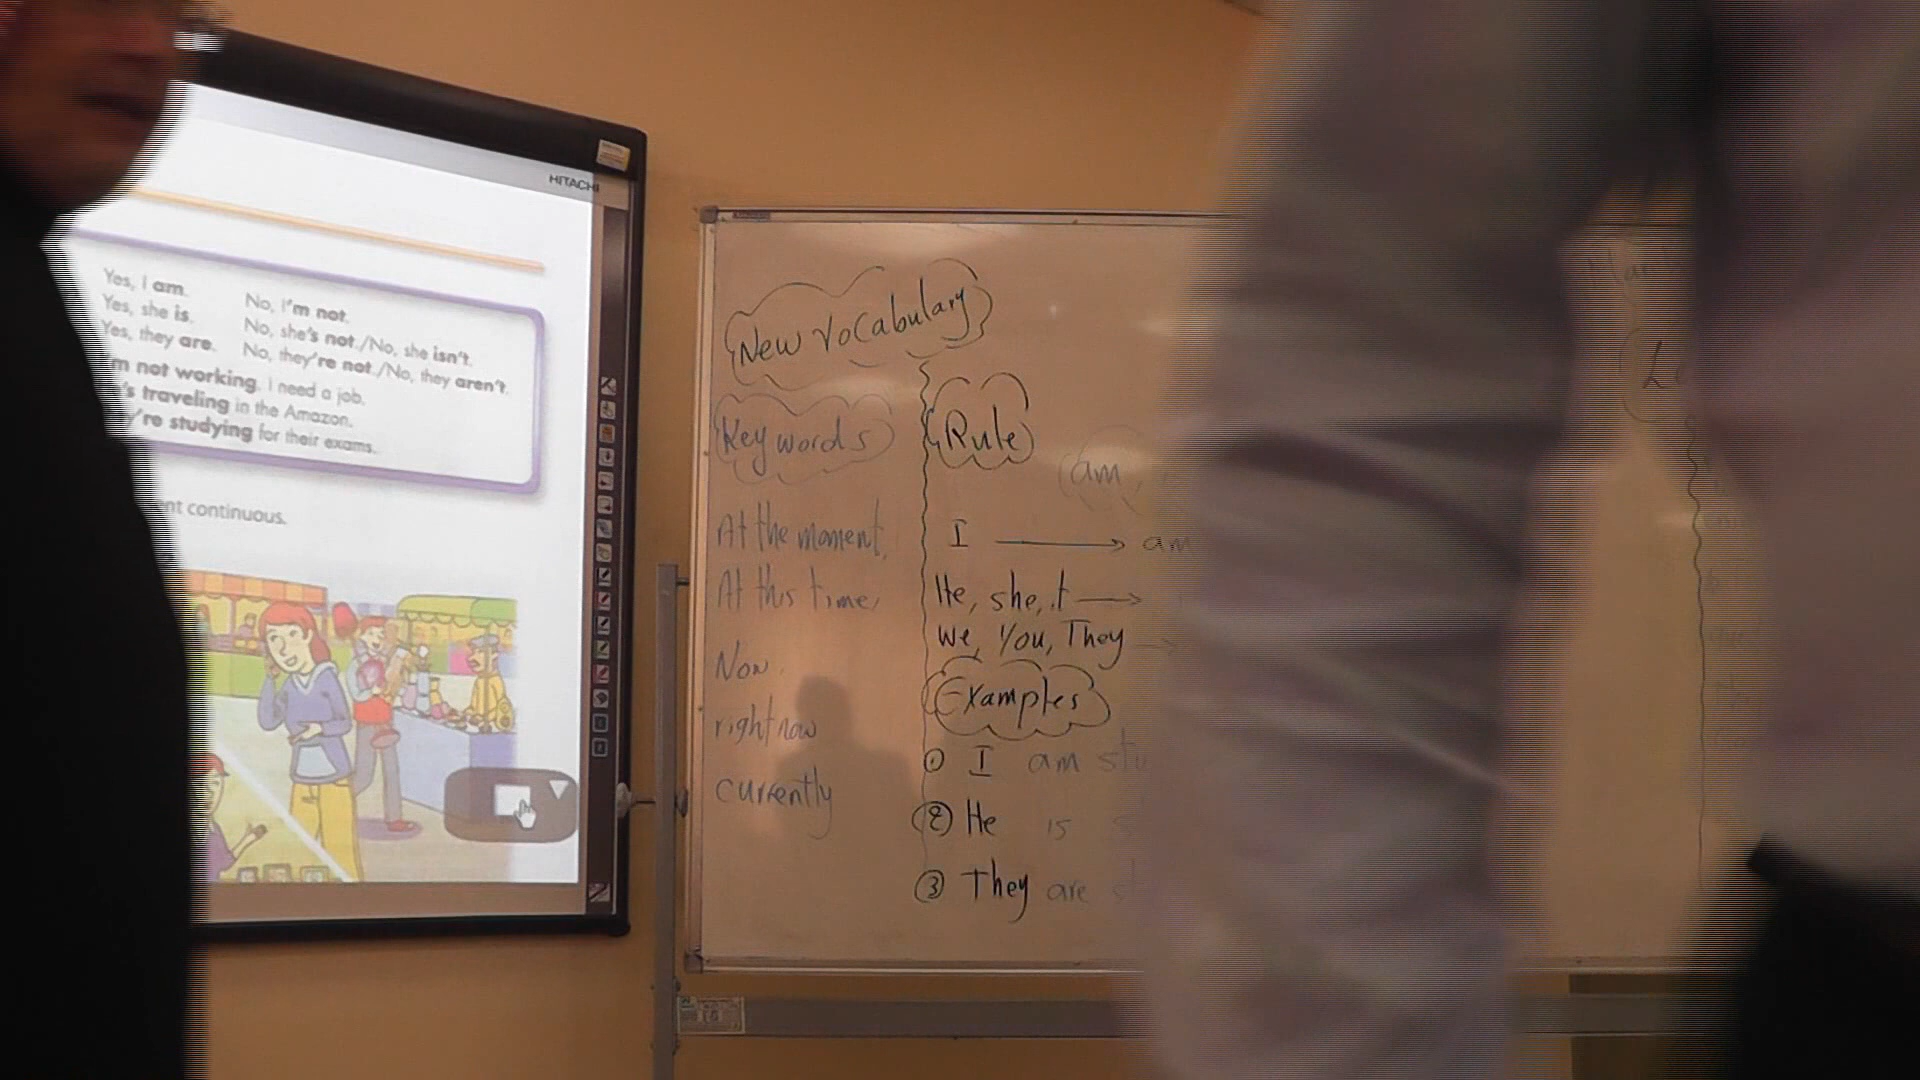 HITACHI
Yes, I am. No, I'm not.
Yes, she is. No, she's not./No, she isn't.
Yes, they are. No, they're not./No, they aren't.
'm not working. I need a job.
's traveling in the Amazon.
're studying for their exams.
continuous.
New Vocabulary
Key words
At the moment,
At this time,
Now,
right now
currently
Rule
am,
I → am
He, she, it →
We, You, They →
Examples
① I am
② He is
③ They are